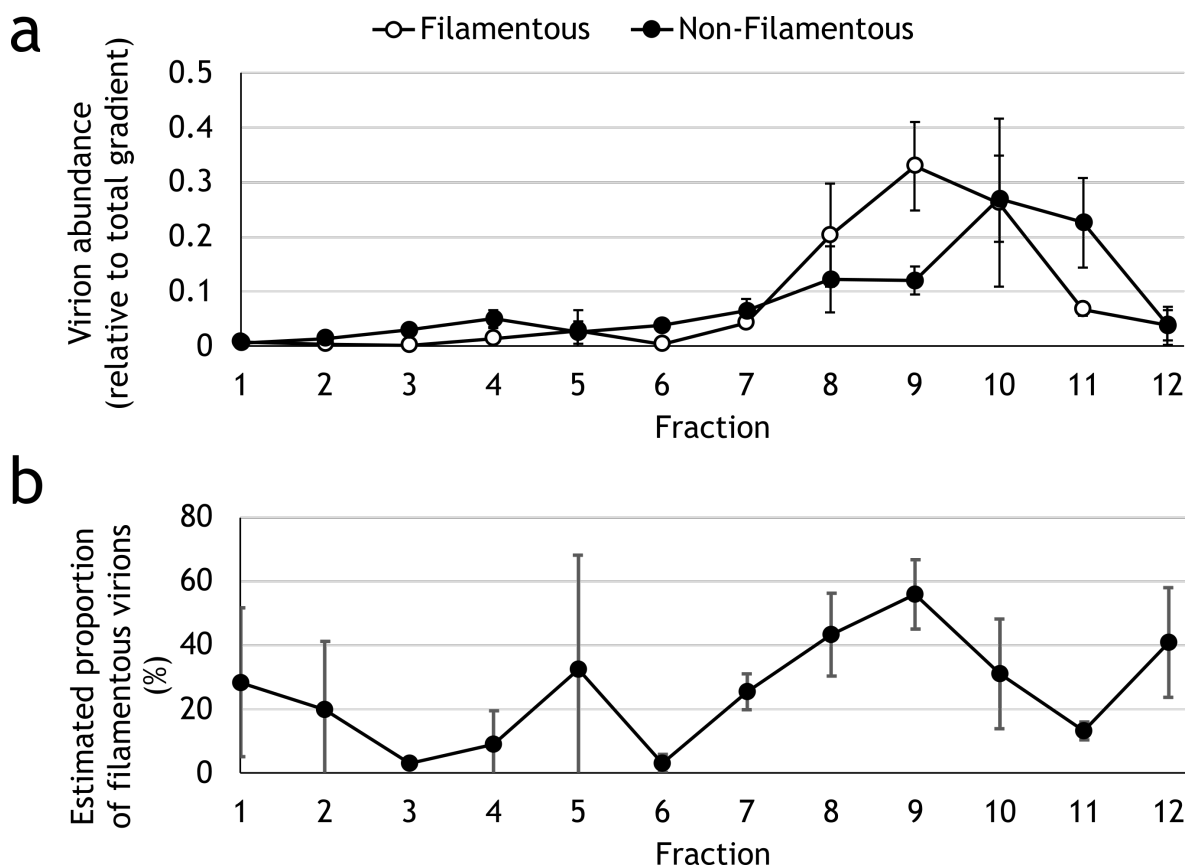 a
Filamentous Non-Filamentous
Virion abundance
(relative to total gradient)
0.5
0.4
0.3
0.2
0.1
0
1 2 3 4 5 6 7 8 9 10 11 12
Fraction
b
Estimated proportion
of filamentous virions
(%)
80
60
40
20
0
1 2 3 4 5 6 7 8 9 10 11 12
Fraction